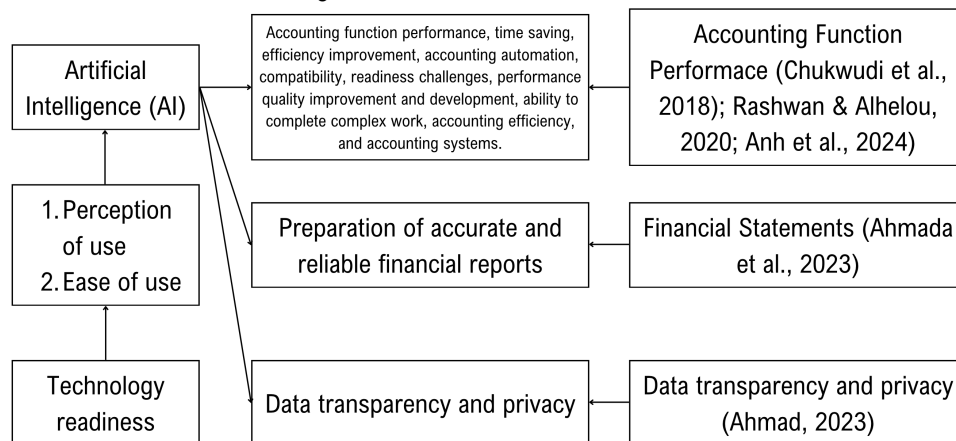 Accounting function performance, time saving,
efficiency improvement, accounting automation,
compatibility, readiness challenges, performance
quality improvement and development, ability to
complete complex work, accounting efficiency,
and accounting systems.
Accounting Function
Performace (Chukwudi et al.,
2018); Rashwan & Alhelou,
2020; Anh et al., 2024)
Artificial
Intelligence (AI)
1. Perception
of use
2. Ease of use
Preparation of accurate and
reliable financial reports
Financial Statements (Ahmada
et al., 2023)
Technology
readiness
Data transparency and privacy
Data transparency and privacy
(Ahmad, 2023)